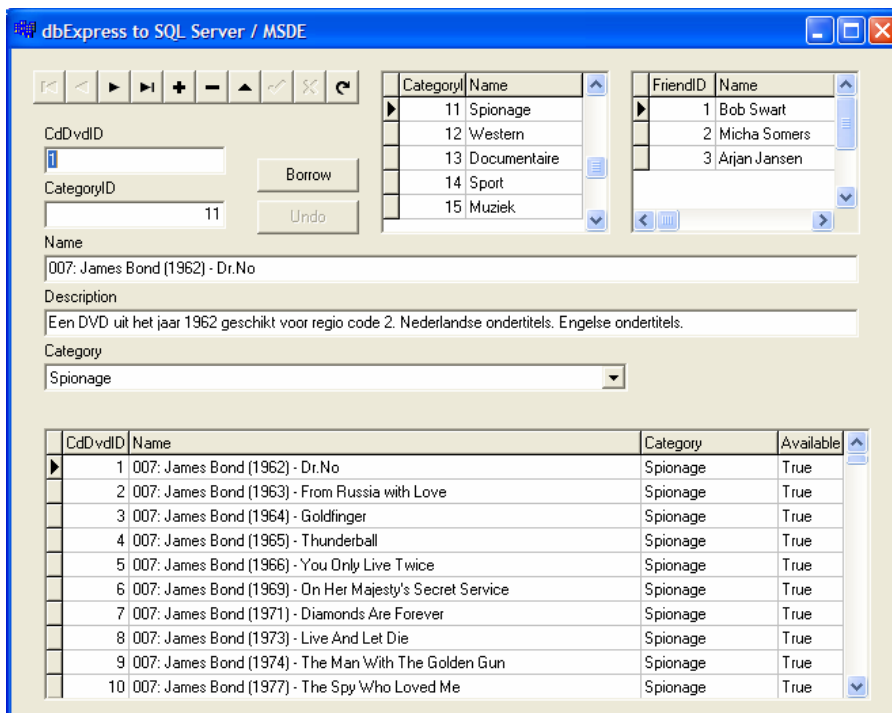 dbExpress to SQL Server / MSDE
CategoryI Name
11 Spionage
12 Western
13 Documentaire
14 Sport
15 Muziek
FriendID Name
1 Bob Swart
2 Micha Somers
3 Arjan Jansen
CdDvdID
1
CategoryID
11
Borrow
Undo
Name
007: James Bond (1962) - Dr.No
Description
Een DVD uit het jaar 1962 geschikt voor regio code 2. Nederlandse ondertitels. Engelse ondertitels.
Category
Spionage
CdDvdID Name Category Available
1 007: James Bond (1962) - Dr.No Spionage True
2 007: James Bond (1963) - From Russia with Love Spionage True
3 007: James Bond (1964) - Goldfinger Spionage True
4 007: James Bond (1965) - Thunderball Spionage True
5 007: James Bond (1966) - You Only Live Twice Spionage True
6 007: James Bond (1969) - On Her Majesty's Secret Service Spionage True
7 007: James Bond (1971) - Diamonds Are Forever Spionage True
8 007: James Bond (1973) - Live And Let Die Spionage True
9 007: James Bond (1974) - The Man With The Golden Gun Spionage True
10 007: James Bond (1977) - The Spy Who Loved Me Spionage True